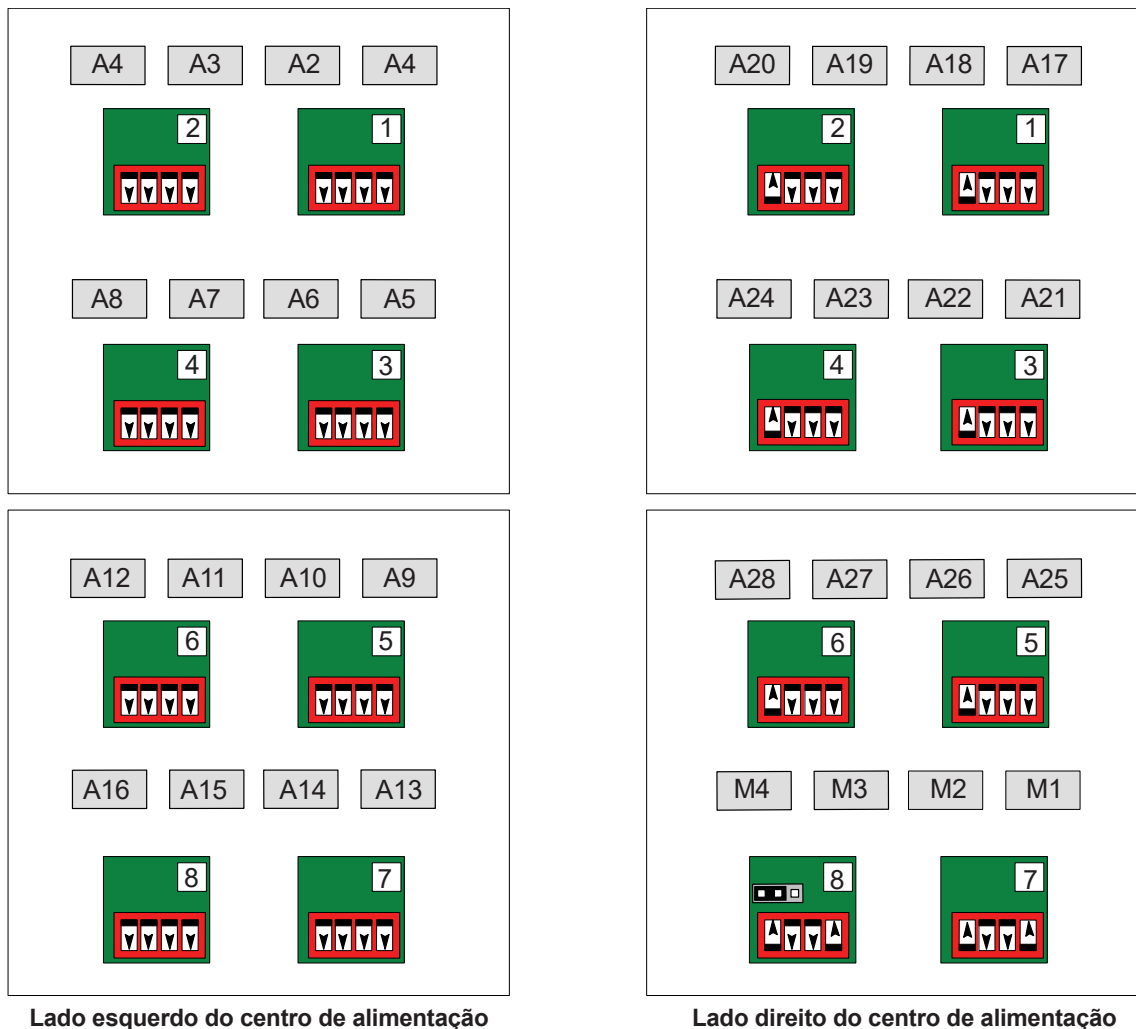 A4 A3 A2 A4
2 1
A8 A7 A6 A5
4 3
A12 A11 A10 A9
6 5
A16 A15 A14 A13
8 7
Lado esquerdo do centro de alimentação
A20 A19 A18 A17
2 1
A24 A23 A22 A21
4 3
A28 A27 A26 A25
6 5
M4 M3 M2 M1
8 7
Lado direito do centro de alimentação